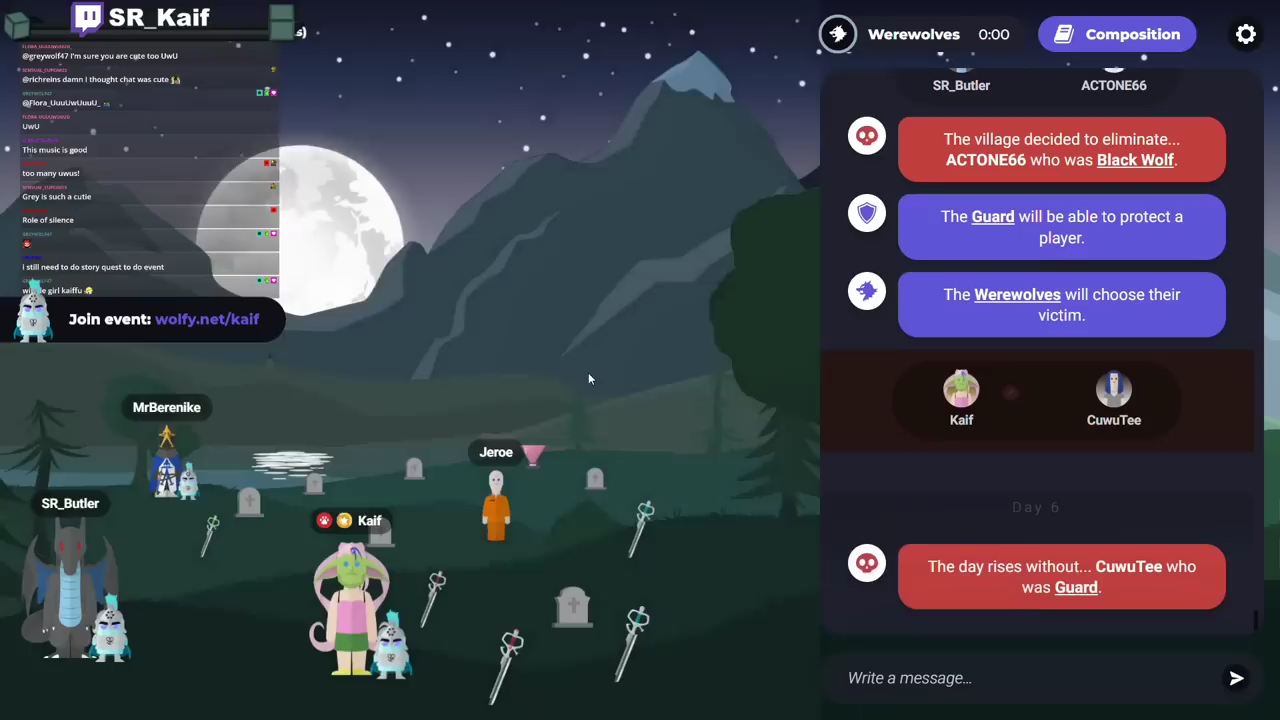 SR_Kaif
s)
@greywolf47 I'm sure you are cute too UwU
@richreins damn I thought chat was cute
@Flora_UuuUwUuuU_
UwU
This music is good
too many uwus!
Grey is such a cutie
Role of silence
I still need to do story quest to do event
girl kaiffu
Join event: wolfy.net/kaif
MrBerenike
SR_Butler
Kaif
Jeroe
Werewolves 0:00 Composition
SR_Butler ACTONE66
The village decided to eliminate...
ACTONE66 who was Black Wolf.
The Guard will be able to protect a
player.
The Werewolves will choose their
victim.
Kaif CuwuTee
Day 6
The day rises without... CuwuTee who
was Guard.
Write a message...